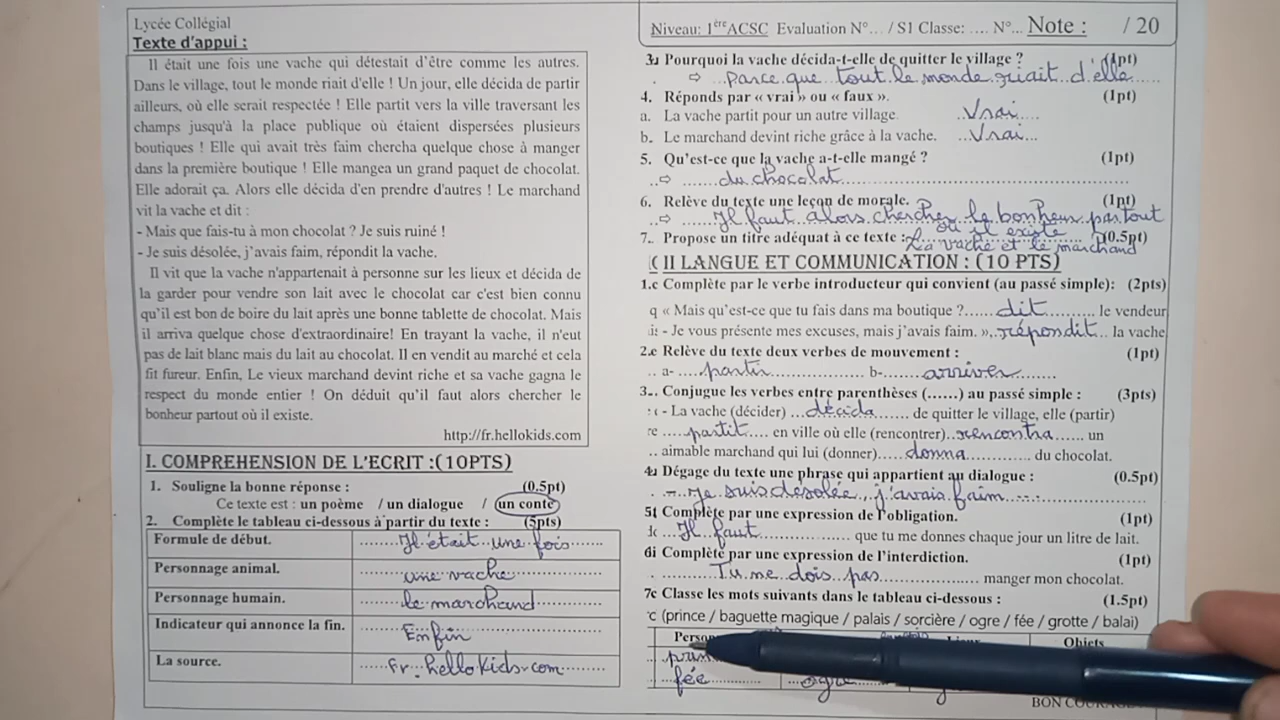 Lycée Collégial
Texte d'appui :
Il était une fois une vache qui détestait d'être comme les autres.
Dans le village, tout le monde riait d'elle ! Un jour, elle décida de partir
ailleurs, où elle serait respectée ! Elle partit vers la ville traversant les
champs jusqu'à la place publique où étaient dispersées plusieurs
boutiques ! Elle qui avait très faim chercha quelque chose à manger
dans la première boutique ! Elle mangea un grand paquet de chocolat.
Elle adorait ça. Alors elle décida d'en prendre d'autres ! Le marchand
vit la vache et dit :
- Mais que fais-tu à mon chocolat ? Je suis ruiné !
- Je suis désolée, j'avais faim, répondit la vache.
Il vit que la vache n'appartenait à personne sur les lieux et décida de
la garder pour vendre son lait avec le chocolat car c'est bien connu
qu'il est bon de boire du lait après une bonne tablette de chocolat. Mais
il arriva quelque chose d'extraordinaire! En trayant la vache, il n'eut
pas de lait blanc mais du lait au chocolat. Il en vendit au marché et cela
fit fureur. Enfin, Le vieux marchand devint riche et sa vache gagna le
respect du monde entier ! On déduit qu'il faut alors chercher le
bonheur partout où il existe.
http://fr.hellokids.com
I. COMPREHENSION DE L'ECRIT :(10PTS)
1. Souligne la bonne réponse : (0.5pt)
Ce texte est : un poème / un dialogue / un conte
2. Complète le tableau ci-dessous à partir du texte : (5pts)
Formule de début. Il était une fois
Personnage animal. une vache
Personnage humain. le marchand
Indicateur qui annonce la fin. Enfin
La source. Fr.hellokids.com
Niveau: 1ère ACSC Evaluation N°... / S1 Classe: .... N°... Note : / 20
3. Pourquoi la vache décida-t-elle de quitter le village ? (1pt)
⇨ Parce que tout le monde riait d'elle
4. Réponds par « vrai » ou « faux ». (1pt)
a. La vache partit pour un autre village. Vrai
b. Le marchand devint riche grâce à la vache. Vrai
5. Qu'est-ce que la vache a-t-elle mangé ? (1pt)
⇨ du chocolat
6. Relève du texte une leçon de morale. (1pt)
⇨ Il faut alors chercher le bonheur partout
où il existe
7. Propose un titre adéquat à ce texte : La vache et le marchand (0.5pt)
II LANGUE ET COMMUNICATION : (10 PTS)
1. Complète par le verbe introducteur qui convient (au passé simple): (2pts)
« Mais qu'est-ce que tu fais dans ma boutique ? dit le vendeur
- Je vous présente mes excuses, mais j'avais faim. », répondit la vache
2. Relève du texte deux verbes de mouvement : (1pt)
a- partir b- arriver
3. Conjugue les verbes entre parenthèses (......) au passé simple : (3pts)
- La vache (décider) décida de quitter le village, elle (partir)
partit en ville où elle (rencontrer) rencontra un
aimable marchand qui lui (donner) donna du chocolat.
4. Dégage du texte une phrase qui appartient au dialogue : (0.5pt)
- Je suis désolée, j'avais faim
5. Complète par une expression de l'obligation. (1pt)
Il faut que tu me donnes chaque jour un litre de lait.
6. Complète par une expression de l'interdiction. (1pt)
Tu ne dois pas manger mon chocolat.
7. Classe les mots suivants dans le tableau ci-dessous : (1.5pt)
(prince / baguette magique / palais / sorcière / ogre / fée / grotte / balai)
Objets
fée ogre